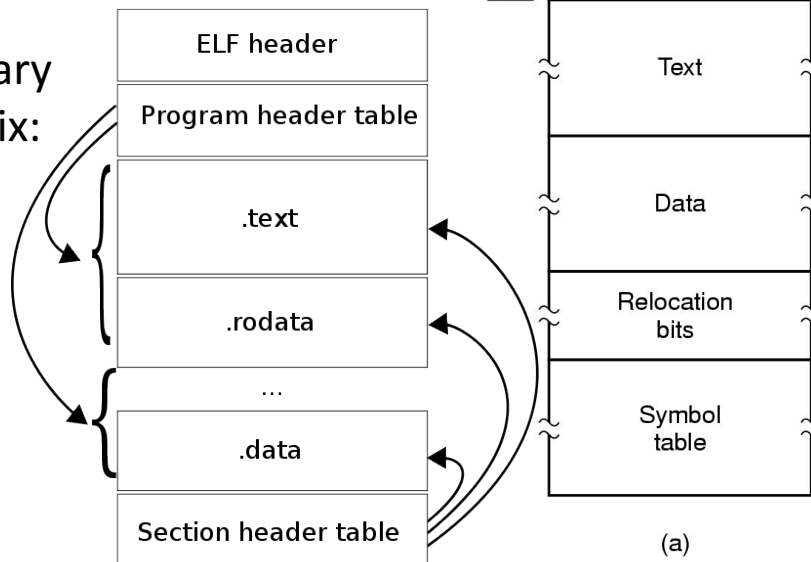 ary
ix:
ELF header
Program header table
.text
.rodata
...
.data
Section header table
Text
Data
Relocation
bits
Symbol
table
(a)